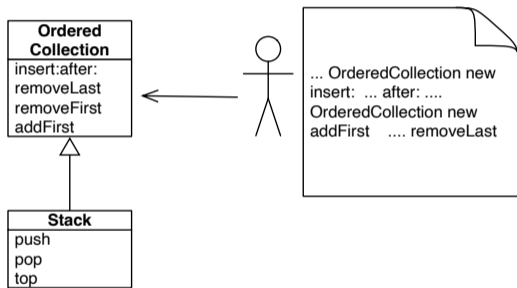 Ordered
Collection
insert:after:
removeLast
removeFirst
addFirst
... OrderedCollection new
insert: ... after: ....
OrderedCollection new
addFirst .... removeLast
Stack
push
pop
top